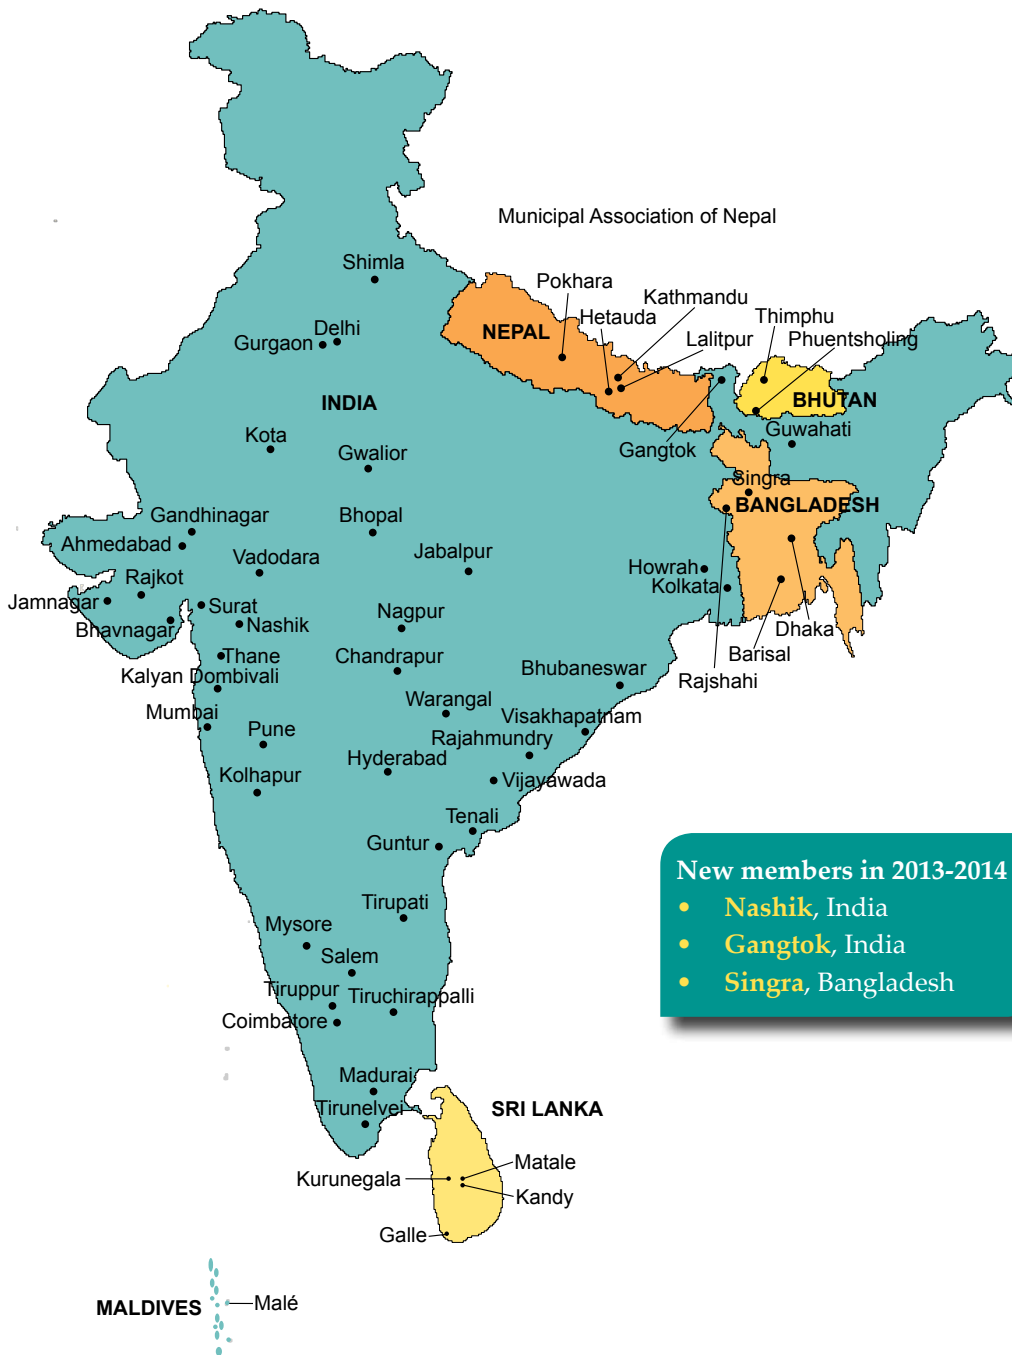 Municipal Association of Nepal
Shimla
Pokhara
Kathmandu
Hetauda
Thimphu
NEPAL
Lalitpur
Phuentsholing
Delhi
Gurgaon
INDIA
BHUTAN
Kota
Guwahati
Gangtok
Gwalior
Singra
BANGLADESH
Gandhinagar
Bhopal
Ahmedabad
Vadodara
Jabalpur
Howrah
Rajkot
Kolkata
Jamnagar
Surat
Nagpur
Bhavnagar
Nashik
Dhaka
Thane
Chandrapur
Barisal
Kalyan Dombivali
Bhubaneswar
Rajshahi
Warangal
Mumbai
Visakhapatnam
Pune
Rajahmundry
Hyderabad
Kolhapur
Vijayawada
Tenali
Guntur
New members in 2013-2014
• Nashik, India
• Gangtok, India
• Singra, Bangladesh
Tirupati
Mysore
Salem
Tiruppur
Tiruchirappalli
Coimbatore
Madurai
Tirunelvei
SRI LANKA
Matale
Kurunegala
Kandy
Galle
MALDIVES
Malé